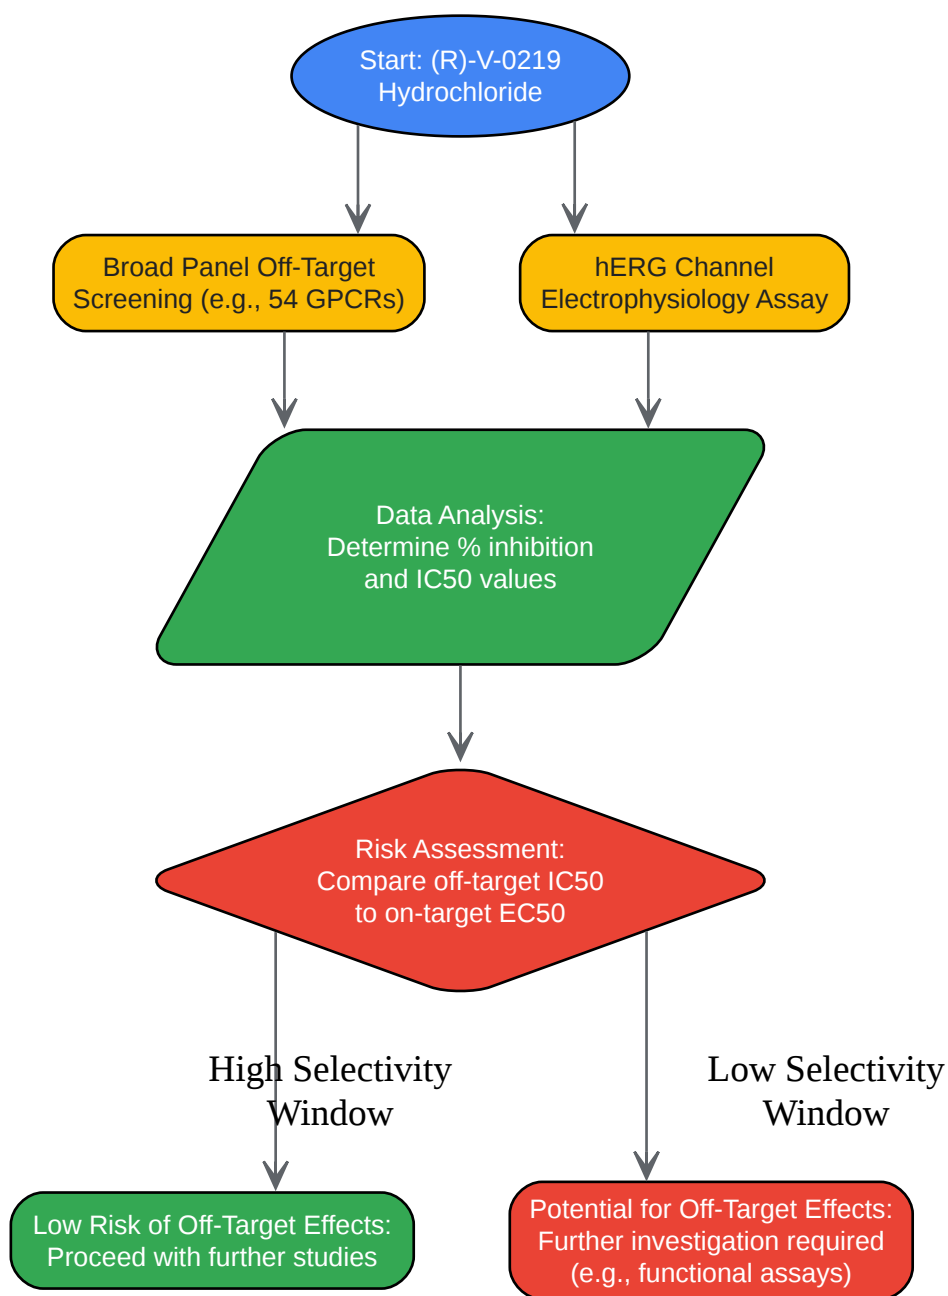 Start: (R)-V-0219
Hydrochloride
Broad Panel Off-Target
Screening (e.g., 54 GPCRs)
hERG Channel
Electrophysiology Assay
Data Analysis:
Determine % inhibition
and IC50 values
Risk Assessment:
Compare off-target IC50
to on-target EC50
High Selectivity
Window
Low Selectivity
Window
Low Risk of Off-Target Effects:
Proceed with further studies
Potential for Off-Target Effects:
Further investigation required
(e.g., functional assays)